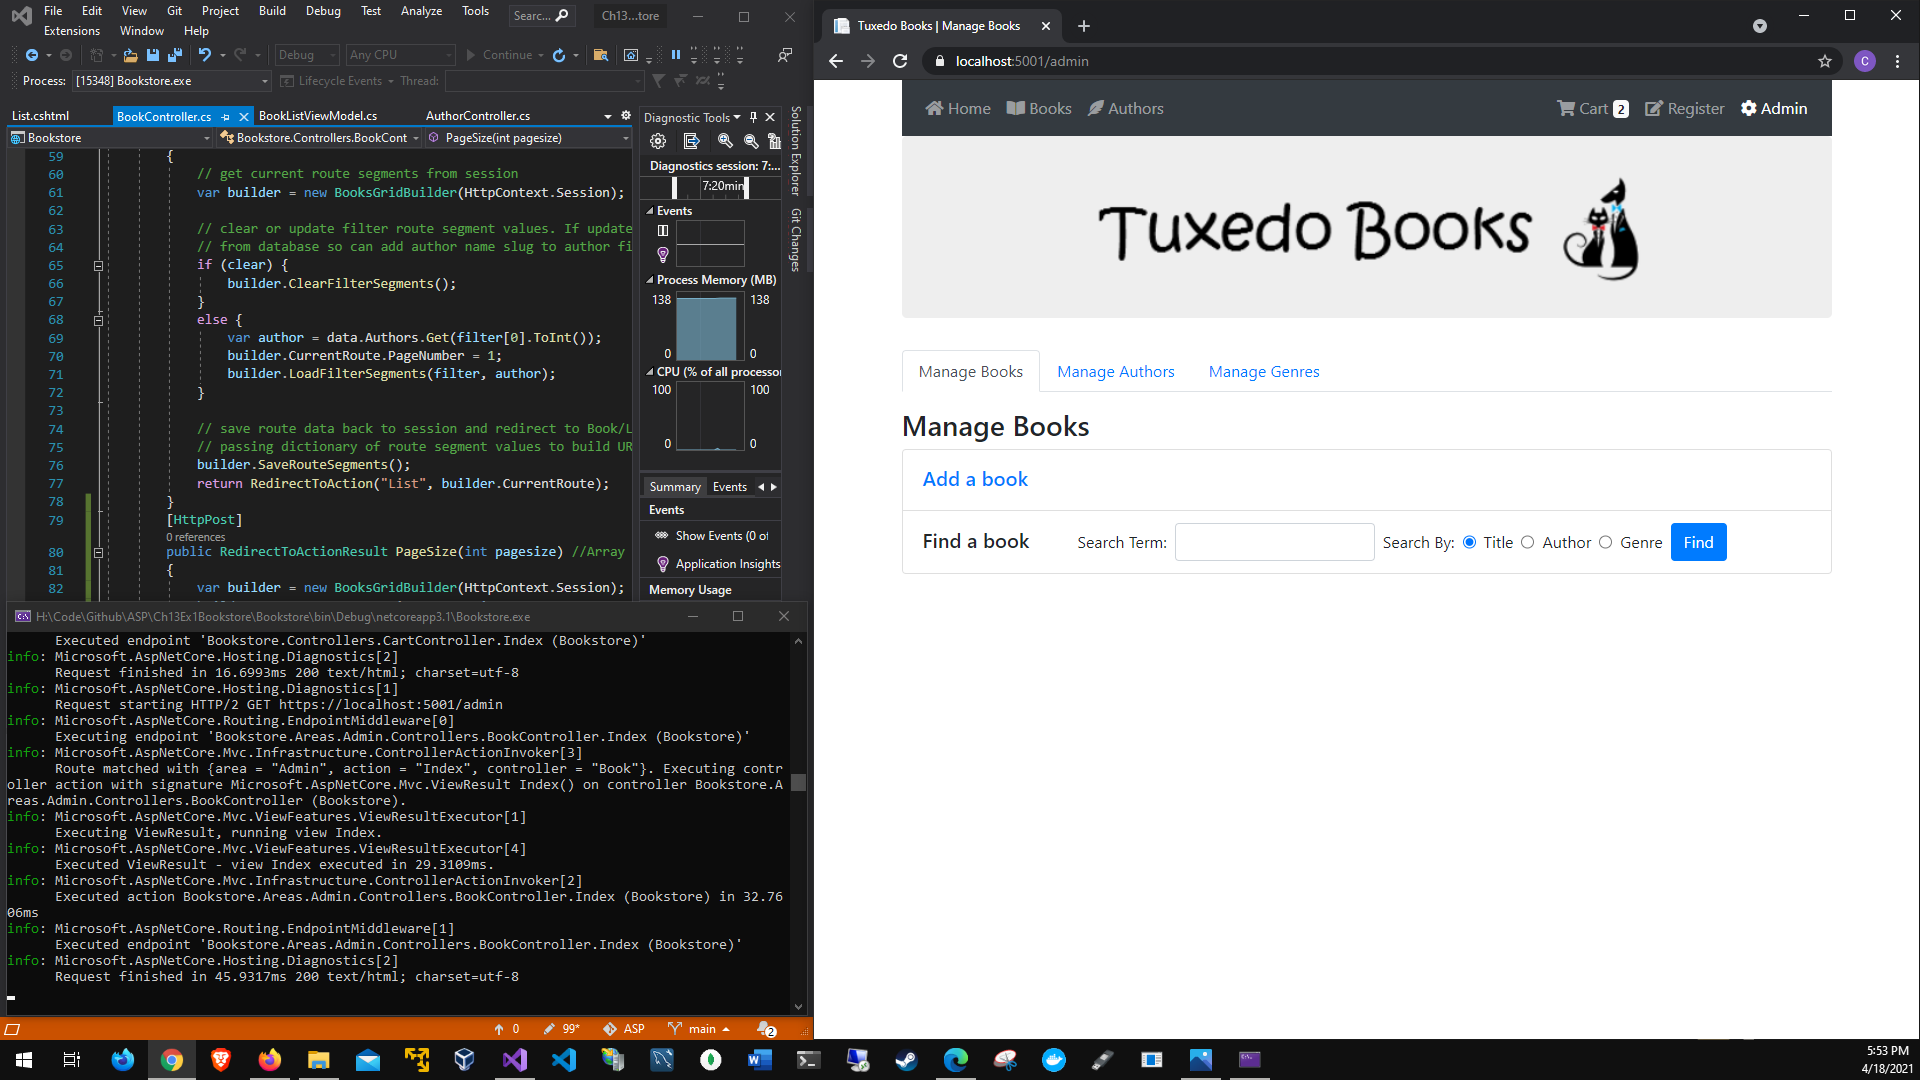 File Edit View Git Project Build Debug Test Analyze Tools
Searc...
Ch13...tore
Extensions Window Help
Debug Any CPU Continue
Process: [15348] Bookstore.exe Lifecycle Events Thread:
List.cshtml BookController.cs BookListViewModel.cs AuthorController.cs
Bookstore Bookstore.Controllers.BookCont PageSize(int pagesize)
59 {
60 // get current route segments from session
61 var builder = new BooksGridBuilder(HttpContext.Session);
62
63 // clear or update filter route segment values. If update
64 // from database so can add author name slug to author fi
65 if (clear) {
66 builder.ClearFilterSegments();
67 }
68 else {
69 var author = data.Authors.Get(filter[0].ToInt());
70 builder.CurrentRoute.PageNumber = 1;
71 builder.LoadFilterSegments(filter, author);
72 }
73
74 // save route data back to session and redirect to Book/L
75 // passing dictionary of route segment values to build UR
76 builder.SaveRouteSegments();
77 return RedirectToAction("List", builder.CurrentRoute);
78 }
79 [HttpPost]
0 references
80 public RedirectToActionResult PageSize(int pagesize) //Array
81 {
82 var builder = new BooksGridBuilder(HttpContext.Session);
Diagnostic Tools
Diagnostics session: 7:...
7:20min
Events
Process Memory (MB)
138 138
0 0
CPU (% of all processor
100 100
0 0
Summary Events
Events
Show Events (0 of
Application Insights
Memory Usage
Solution Explorer
Git Changes
H:\Code\Github\ASP\Ch13Ex1Bookstore\Bookstore\bin\Debug\netcoreapp3.1\Bookstore.exe
Executed endpoint 'Bookstore.Controllers.CartController.Index (Bookstore)'
info: Microsoft.AspNetCore.Hosting.Diagnostics[2]
Request finished in 16.6993ms 200 text/html; charset=utf-8
info: Microsoft.AspNetCore.Hosting.Diagnostics[1]
Request starting HTTP/2 GET https://localhost:5001/admin
info: Microsoft.AspNetCore.Routing.EndpointMiddleware[0]
Executing endpoint 'Bookstore.Areas.Admin.Controllers.BookController.Index (Bookstore)'
info: Microsoft.AspNetCore.Mvc.Infrastructure.ControllerActionInvoker[3]
Route matched with {area = "Admin", action = "Index", controller = "Book"}. Executing contr
oller action with signature Microsoft.AspNetCore.Mvc.ViewResult Index() on controller Bookstore.A
reas.Admin.Controllers.BookController (Bookstore).
info: Microsoft.AspNetCore.Mvc.ViewFeatures.ViewResultExecutor[1]
Executing ViewResult, running view Index.
info: Microsoft.AspNetCore.Mvc.ViewFeatures.ViewResultExecutor[4]
Executed ViewResult - view Index executed in 29.3109ms.
info: Microsoft.AspNetCore.Mvc.Infrastructure.ControllerActionInvoker[2]
Executed action Bookstore.Areas.Admin.Controllers.BookController.Index (Bookstore) in 32.76
06ms
info: Microsoft.AspNetCore.Routing.EndpointMiddleware[1]
Executed endpoint 'Bookstore.Areas.Admin.Controllers.BookController.Index (Bookstore)'
info: Microsoft.AspNetCore.Hosting.Diagnostics[2]
Request finished in 45.9317ms 200 text/html; charset=utf-8
0 99* ASP main 2
Tuxedo Books | Manage Books
localhost:5001/admin
C
Home Books Authors Cart 2 Register Admin
Tuxedo Books
Manage Books Manage Authors Manage Genres
Manage Books
Add a book
Find a book Search Term: Search By: Title Author Genre Find
5:53 PM
4/18/2021